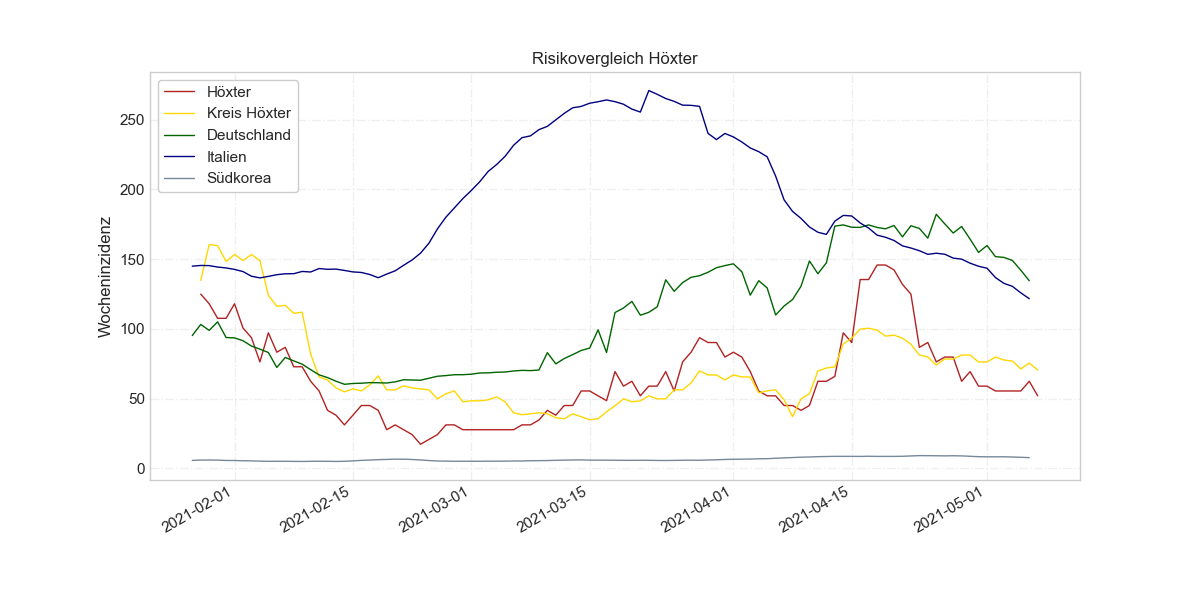 Risikovergleich Höxter
Höxter
Kreis Höxter
Deutschland
Italien
Südkorea
Wocheninzidenz
250
200
150
100
50
0
2021-02-01
2021-02-15
2021-03-01
2021-03-15
2021-04-01
2021-04-15
2021-05-01